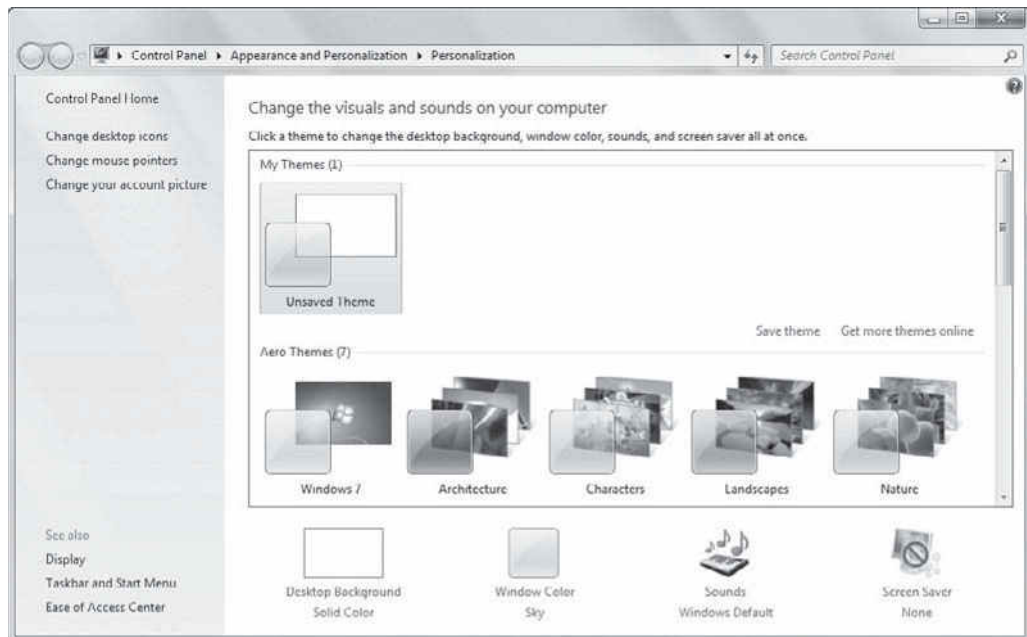 Control Panel ▸ Appearance and Personalization ▸ Personalization
Search Control Panel
Control Panel Home
Change desktop icons
Change mouse pointers
Change your account picture
Change the visuals and sounds on your computer
Click a theme to change the desktop background, window color, sounds, and screen saver all at once.
My Themes (1)
Unsaved Theme
Save theme Get more themes online
Aero Themes (7)
Windows 7 Architecture Characters Landscapes Nature
See also
Display
Taskbar and Start Menu
Ease of Access Center
Desktop Background Window Color Sounds Screen Saver
Solid Color Sky Windows Default None